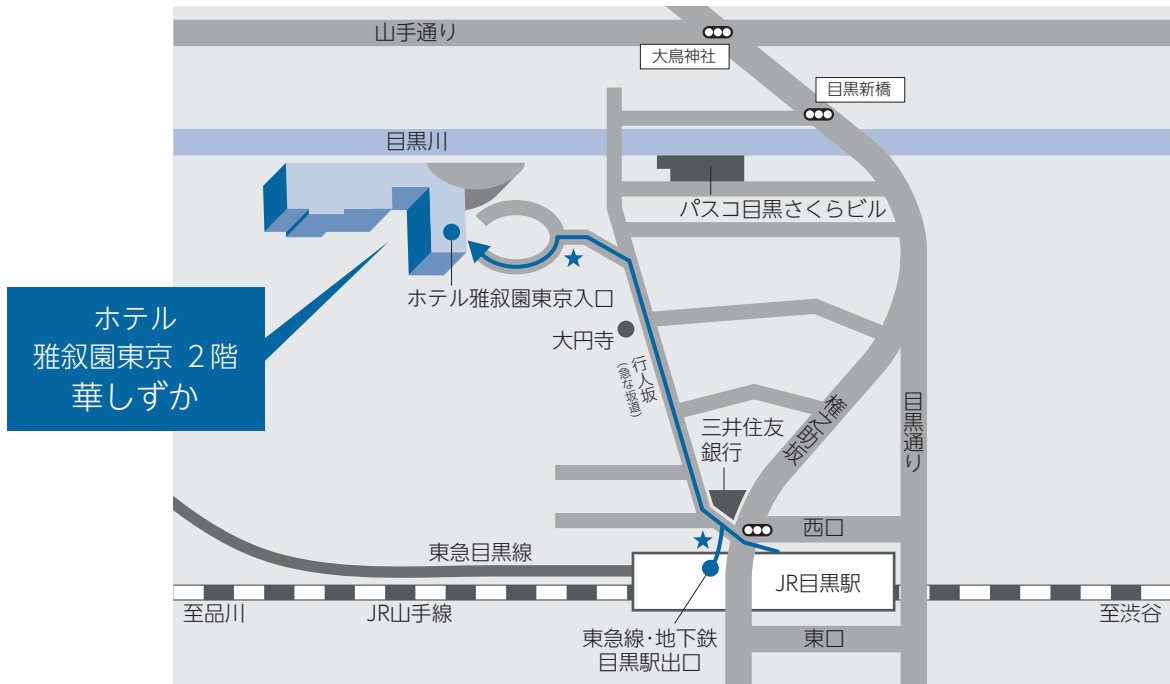 山手通り
大鳥神社
目黒新橋
目黒川
パスコ目黒さくらビル
ホテル雅叙園東京入口
ホテル
雅叙園東京 2階
華しずか
大円寺
行人坂
(急な坂道)
権之助坂
目黒通り
三井住友
銀行
西口
東急目黒線
JR目黒駅
至品川
JR山手線
至渋谷
東急線・地下鉄
目黒駅出口
東口